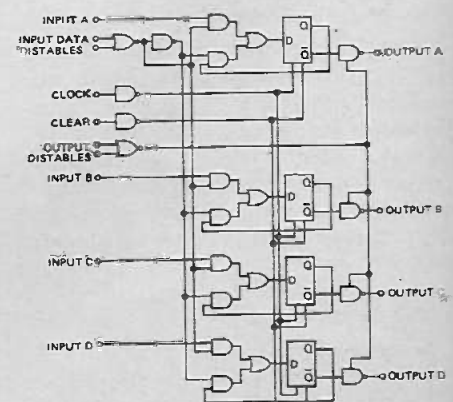 INPUT A
OUTPUT A
INPUT DATA
DISTABLES
D
Q
Q
CLOCK
CLEAR
OUTPUT
DISTABLES
INPUT B
D
Q
Q
OUTPUT B
INPUT C
D
Q
Q
OUTPUT C
INPUT D
D
Q
Q
OUTPUT D